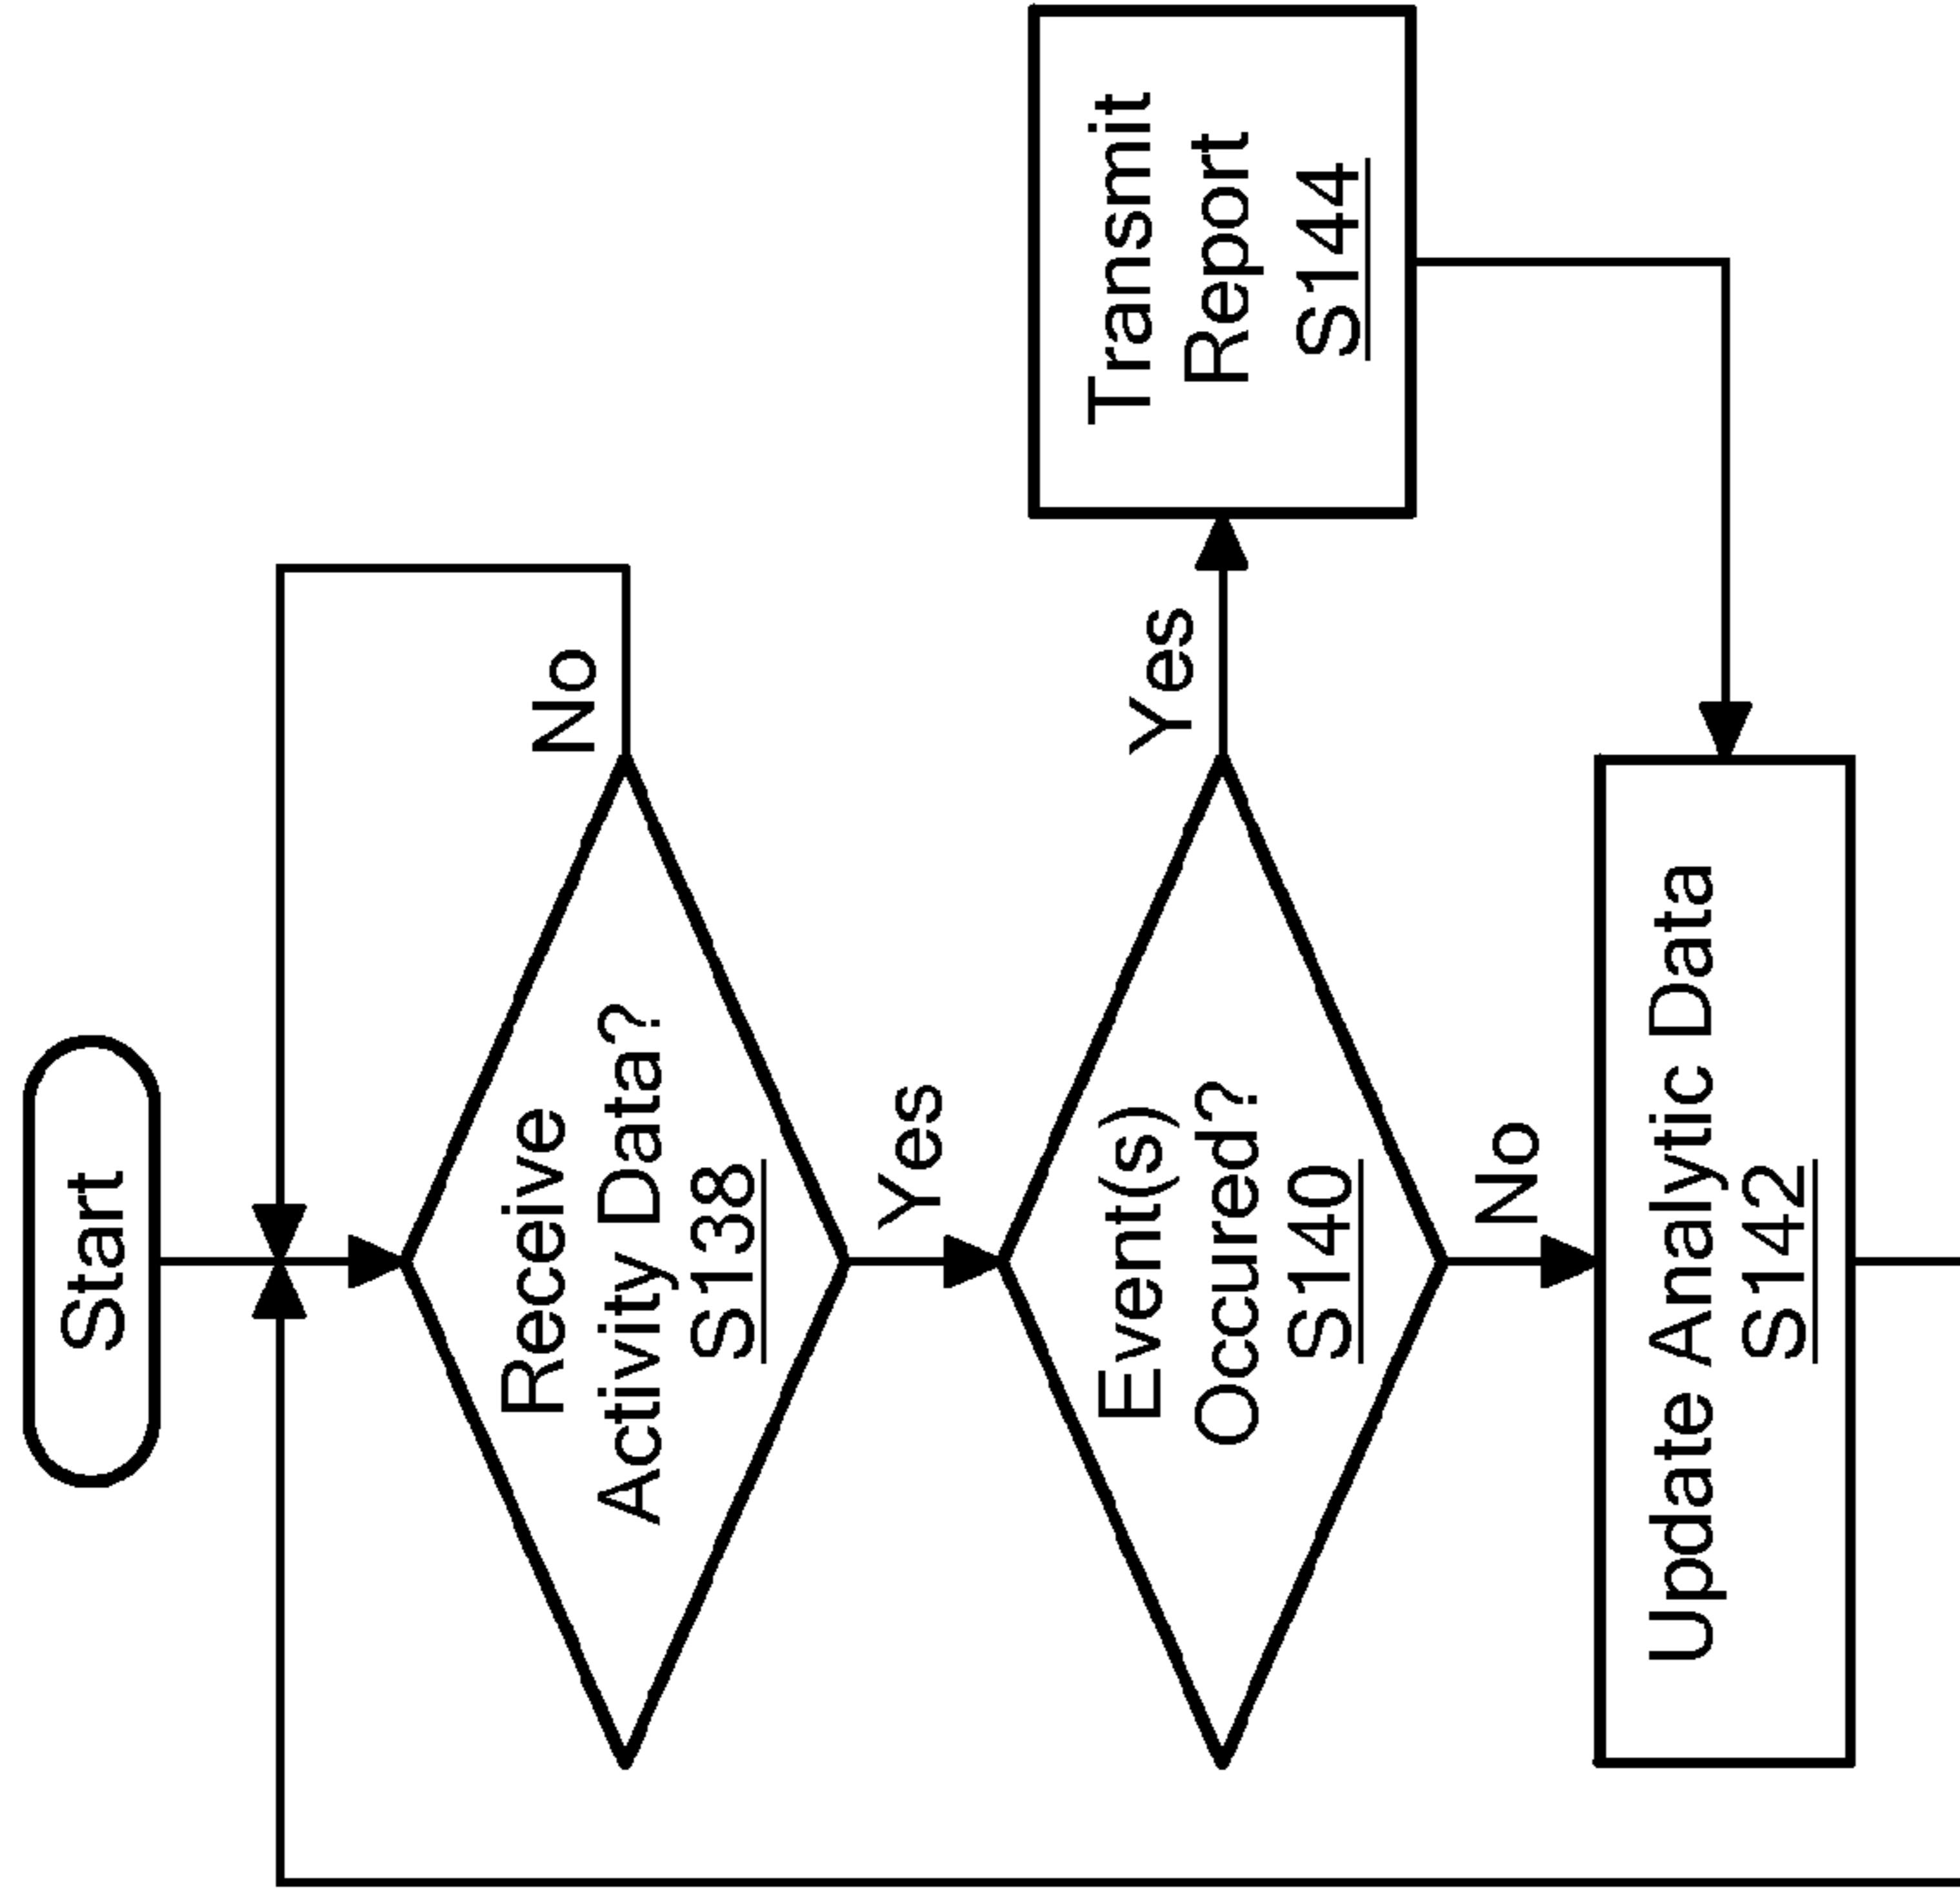 Start
Receive
Activity Data?
S138
No
Yes
Event(s)
Occured?
S140
Yes
No
Transmit
Report
S144
Update Analytic Data
S142